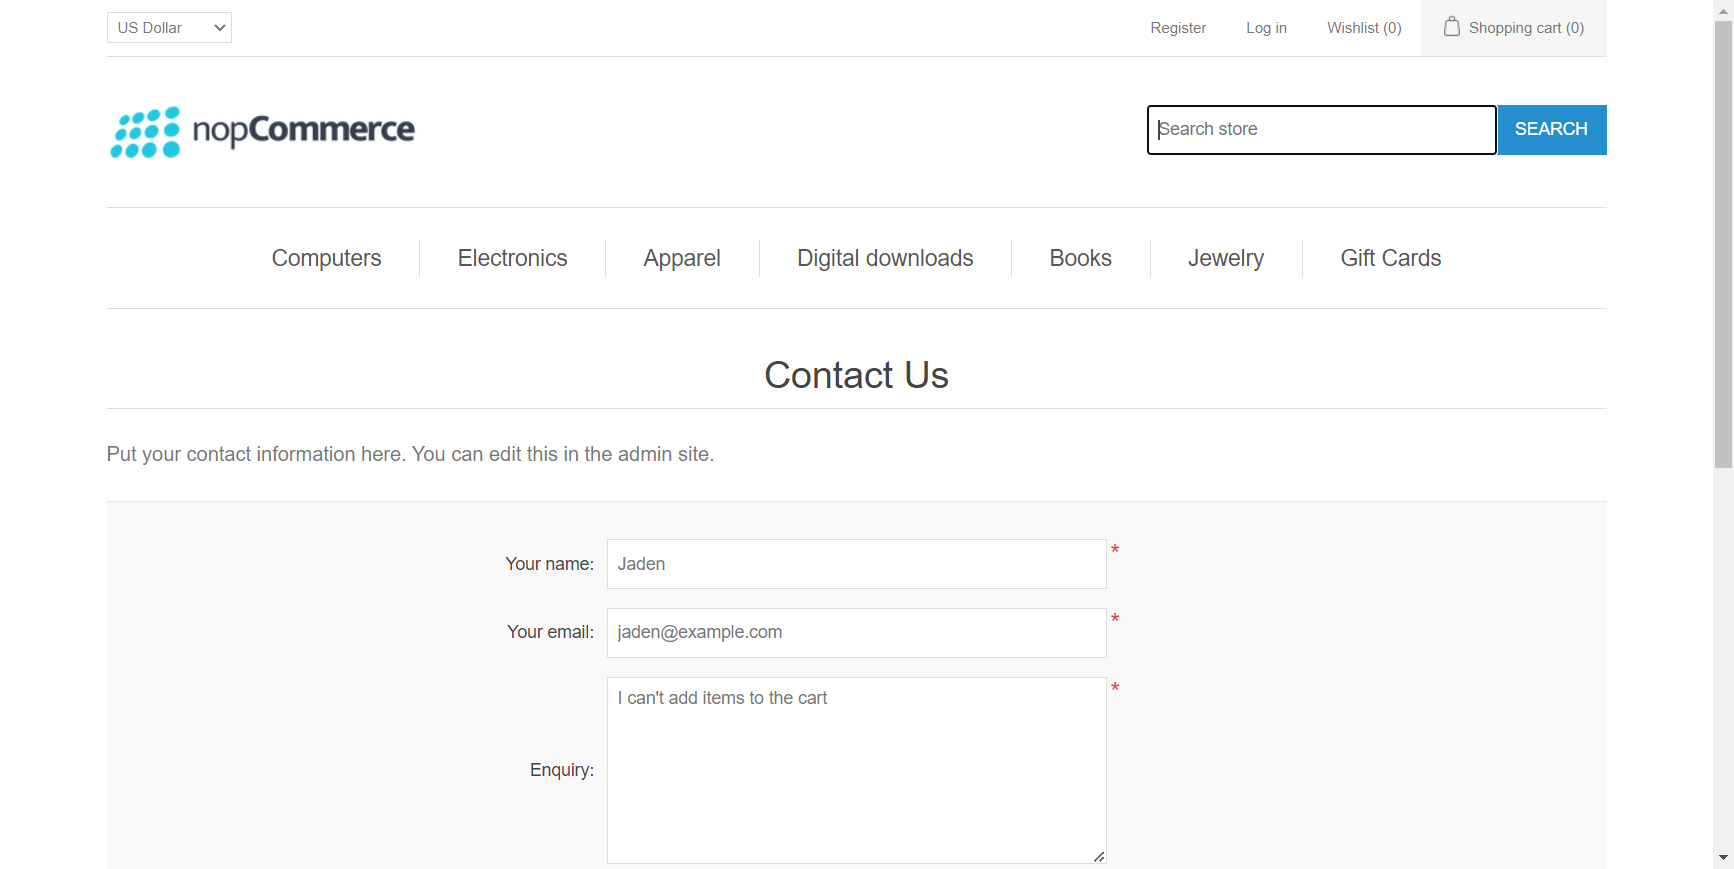 US Dollar
Register
Log in
Wishlist (0)
Shopping cart (0)
nopCommerce
Search store
SEARCH
Computers
Electronics
Apparel
Digital downloads
Books
Jewelry
Gift Cards
Contact Us
Put your contact information here. You can edit this in the admin site.
Your name:
Jaden
*
Your email:
jaden@example.com
*
Enquiry:
I can't add items to the cart
*